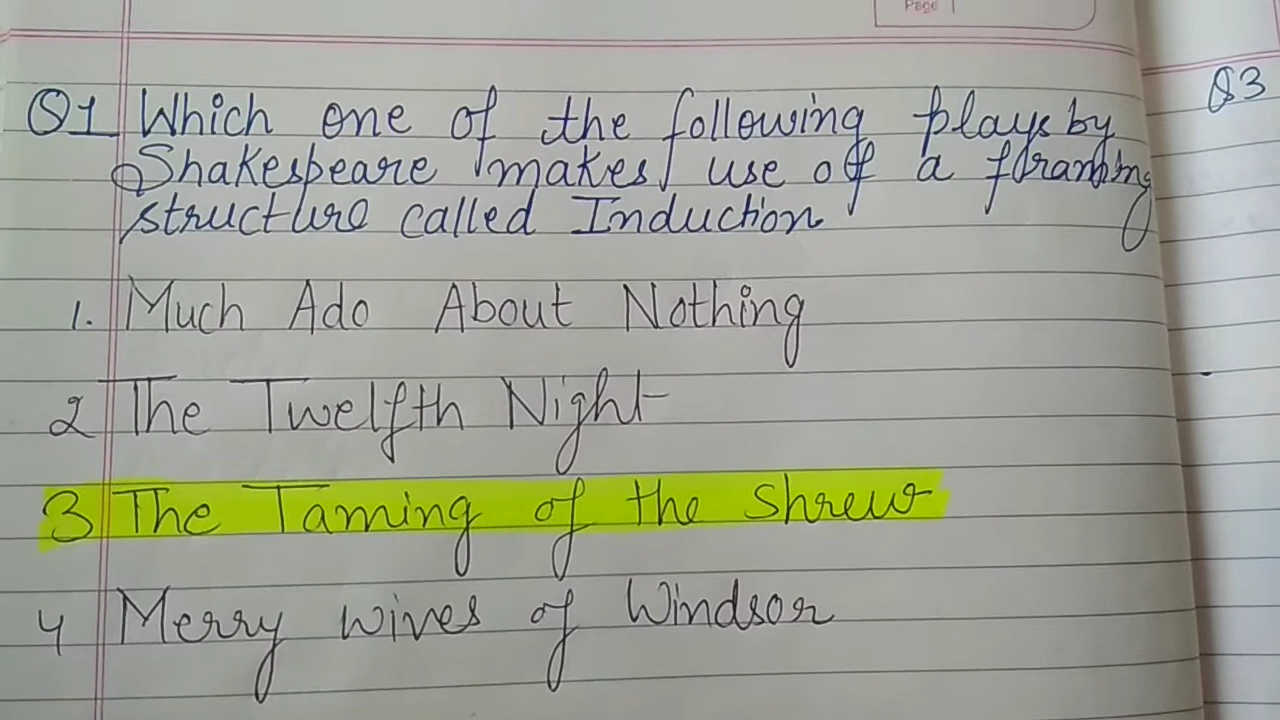 Page
Q1 Which one of the following plays by
Shakespeare makes use of a framing
structure called Induction
1. Much Ado About Nothing
2 The Twelfth Night
3 The Taming of the Shrew
4 Merry wives of Windsor
Q3